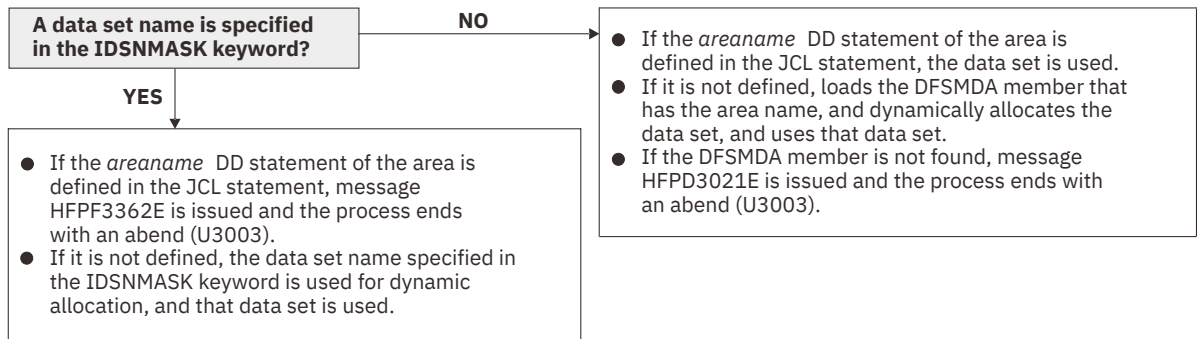 A data set name is specified
in the IDSNMASK keyword?
NO
● If the areaname DD statement of the area is
defined in the JCL statement, the data set is used.
● If it is not defined, loads the DFSMDA member that
has the area name, and dynamically allocates the
data set, and uses that data set.
● If the DFSMDA member is not found, message
HFPD3021E is issued and the process ends with
an abend (U3003).
YES
● If the areaname DD statement of the area is
defined in the JCL statement, message
HFPF3362E is issued and the process ends
with an abend (U3003).
● If it is not defined, the data set name specified in
the IDSNMASK keyword is used for dynamic
allocation, and that data set is used.